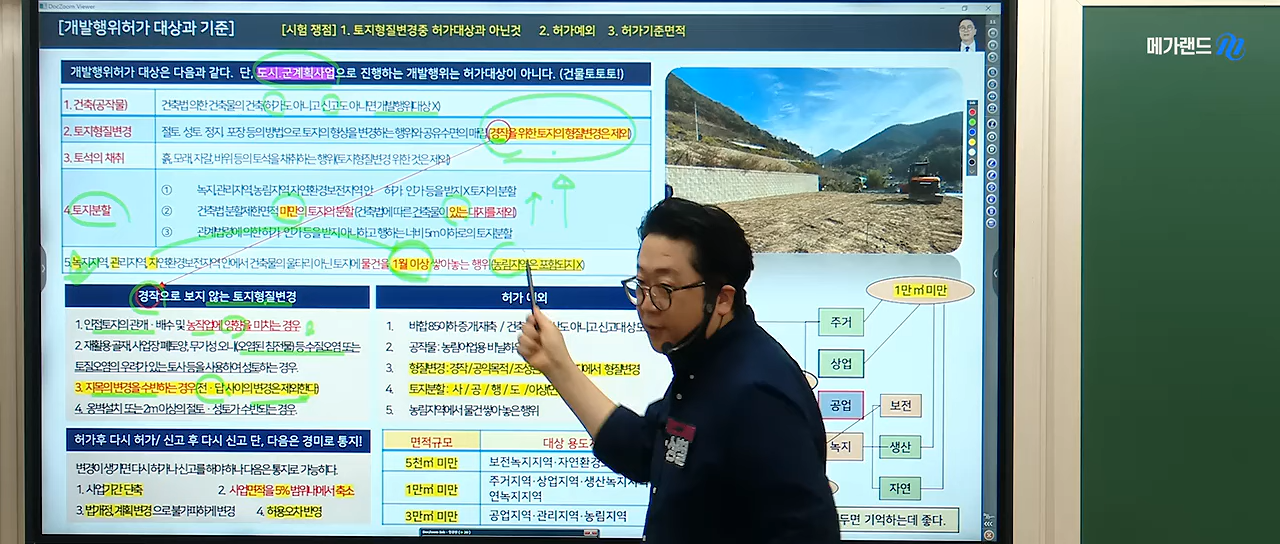 DocZoom Viewer
[개발행위허가 대상과 기준]
[시험 쟁점] 1. 토지형질변경중 허가대상과 아닌것 2. 허가예외 3. 허가기준면적
메가랜드
개발행위허가 대상은 다음과 같다. 단, 도시.군계획사업으로 진행하는 개발행위는 허가대상이 아니다. (건물토토토!)
1. 건축(공작물)
건축법 의한 건축물의 건축(허가도 아니고 신고도 아니면 개발행위대상 X)
2. 토지형질변경
절토 성토 정지 포장 등의 방법으로 토지의 형상을 변경하는 행위와 공유수면의 매립(경작을 위한 토지의 형질변경은 제외)
3. 토석의 채취
흙, 모래, 자갈, 바위 등의 토석을 채취하는 행위(토지형질변경 위한 것은 제외)
4. 토지분할
① 녹지,관리지역,농림지역,자연환경보전지역 안 허가 인가 등을 받지X 토지의 분할
② 건축법 분할제한면적 미만의 토지의 분할 (건축법에 따른 건축물이 있는 대지를 제외)
③ 관계법령에 의한 허가 인가 등을 받지 아니하고 행하는 너비 5m 이하로의 토지분할
5. 녹지지역, 관리지역, 자연환경보전지역 안에서 건축물의 울타리 아닌 토지에 물건을 1월 이상 쌓아놓는 행위 (농림지역은 포함되지 X)
경작으로 보지 않는 토지형질변경
1. 인접토지의 관개 · 배수 및 농작업에 영향을 미치는 경우
2. 재활용 골재, 사업장 폐토양, 무기성 오니(오염된 침전물) 등 수질오염 또는
토질오염의 우려가 있는 토사 등을 사용하여 성토하는 경우.
3. 지목의 변경을 수반하는 경우(전 · 답 사이의 변경은 제외한다)
4. 옹벽설치 또는 2m 이상의 절토 · 성토가 수반되는 경우.
허가 예외
1. 바합 85이하 증개재축 / 건축
도 아니고 신고대상도
2. 공작물 : 농림어업용 비닐하우
3. 형질변경 : 경작 / 공익목적 / 조성
에서 형질변경
4. 토지분할 : 사 / 공 / 행 / 도 / 이상
5. 농림지역에서 물건 쌓아 놓은 행위
허가후 다시 허가/ 신고 후 다시 신고 단, 다음은 경미로 통지!
변경이 생기면 다시 허가나 신고를 해야하나 다음은 통지로 가능하다.
1. 사업기간 단축 2. 사업면적을 5% 범위내에서 축소
3. 법개정, 계획 변경으로 불가피하게 변경 4. 허용오차 반영
면적규모 대상 용도
5천㎡ 미만 보전녹지지역 · 자연환경보
1만㎡ 미만 주거지역 · 상업지역 · 생산녹지지
연녹지지역
3만㎡ 미만 공업지역 · 관리지역 · 농림지역
1만㎡ 미만
주거
상업
공업
녹지
보전
생산
자연
두면 기억하는데 좋다.